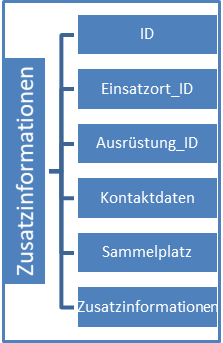 Zusatzinformationen
ID
Einsatzort_ID
Ausrüstung_ID
Kontaktdaten
Sammelplatz
Zusatzinformationen